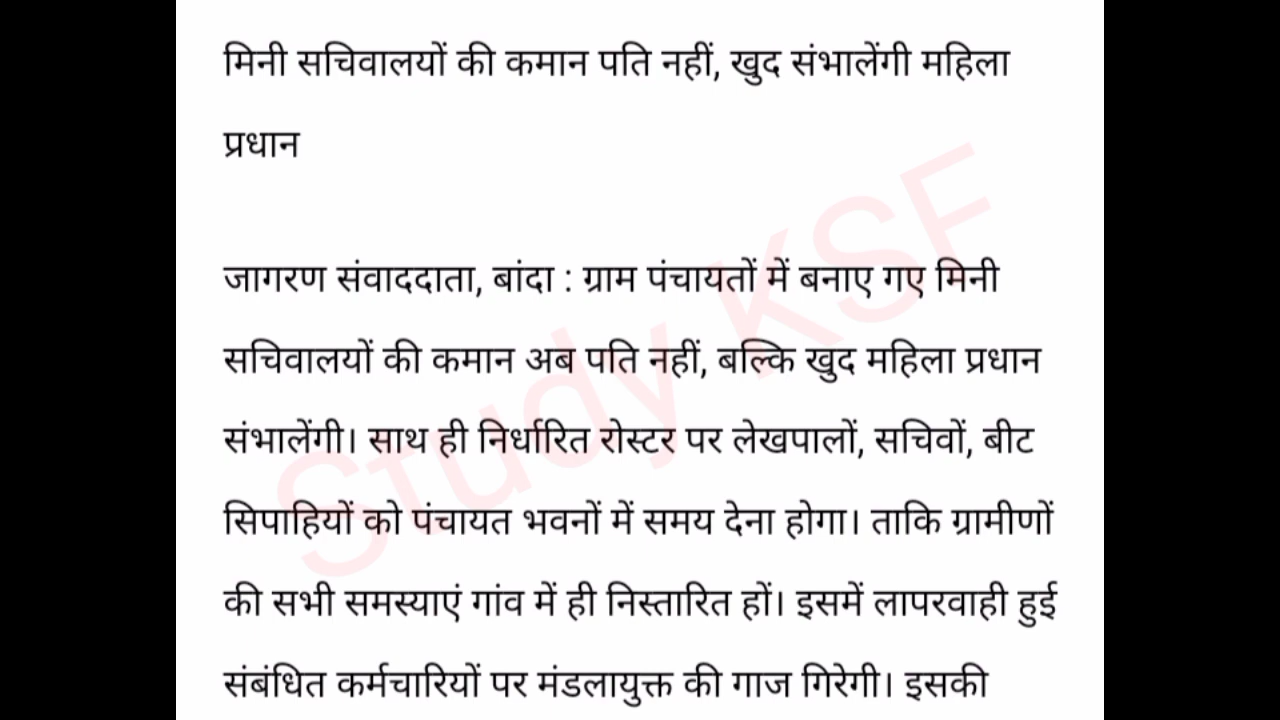 मिनी सचिवालयों की कमान पति नहीं, खुद संभालेंगी महिला
प्रधान
जागरण संवाददाता, बांदा : ग्राम पंचायतों में बनाए गए मिनी
सचिवालयों की कमान अब पति नहीं, बल्कि खुद महिला प्रधान
संभालेंगी। साथ ही निर्धारित रोस्टर पर लेखपालों, सचिवों, बीट
सिपाहियों को पंचायत भवनों में समय देना होगा। ताकि ग्रामीणों
की सभी समस्याएं गांव में ही निस्तारित हों। इसमें लापरवाही हुई
संबंधित कर्मचारियों पर मंडलायुक्त की गाज गिरेगी। इसकी
Study KSF